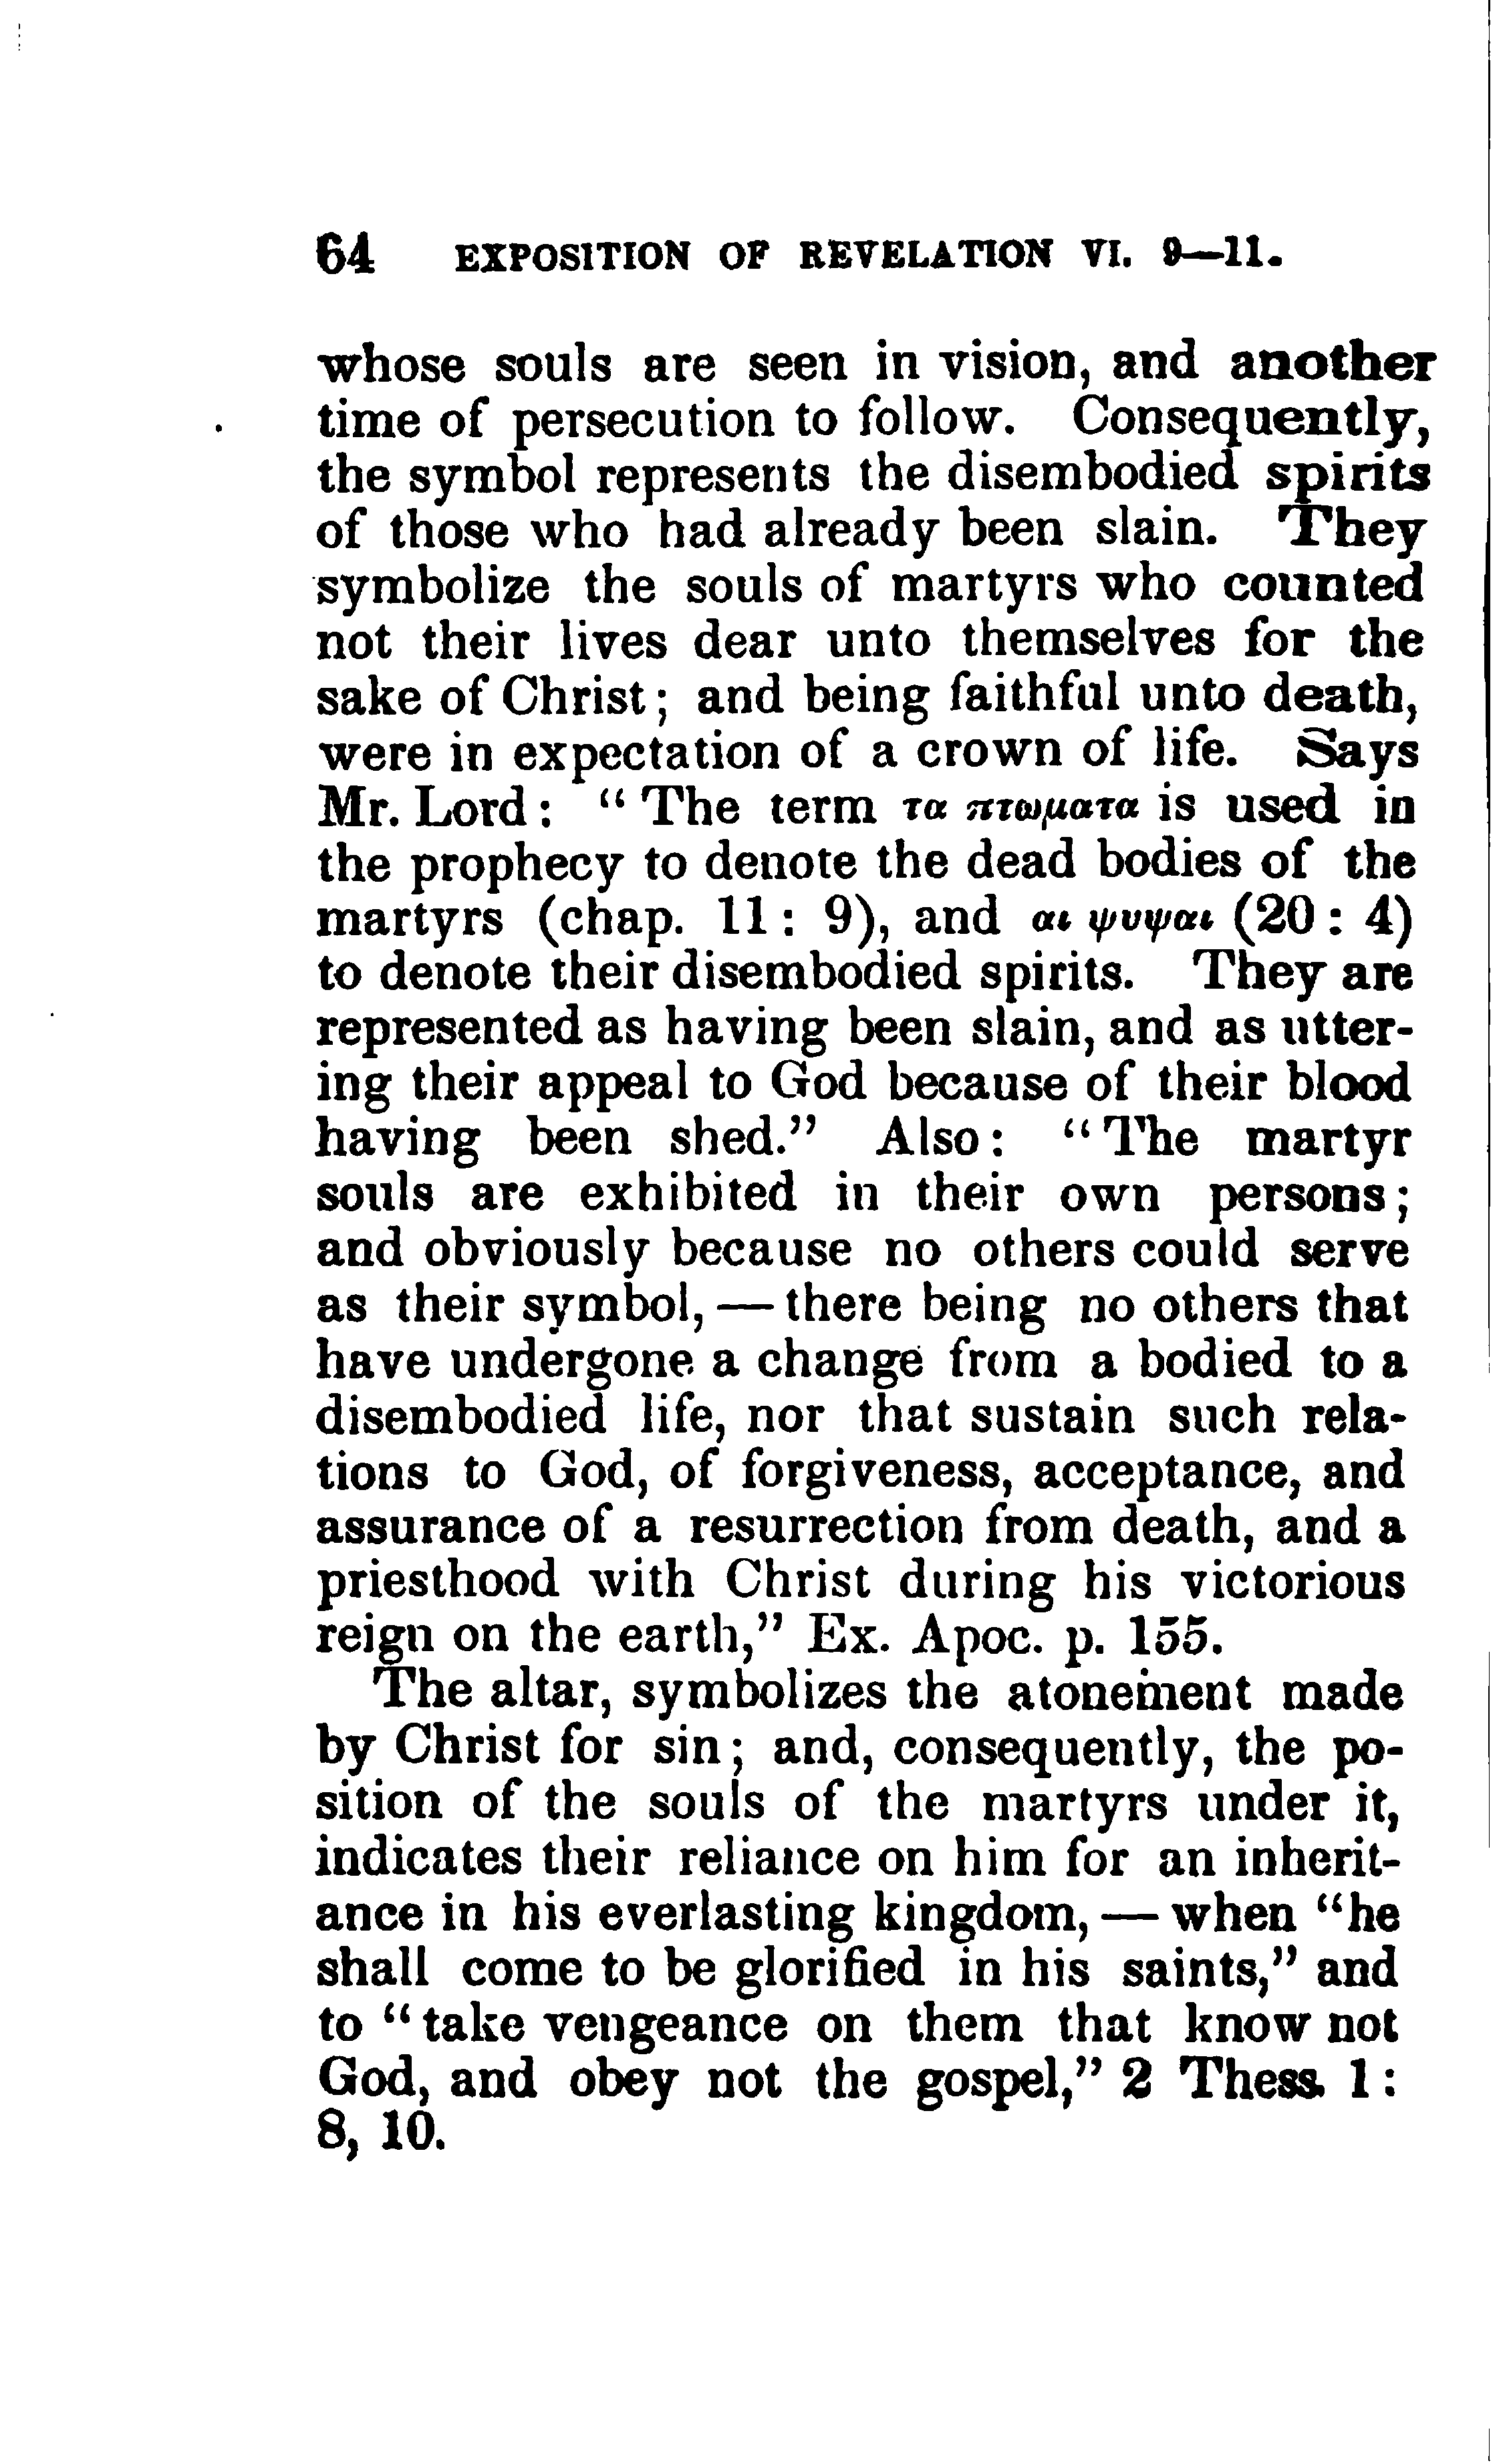 64 EXPOSITION OF REVELATION VI. 9—11.
whose souls are seen in vision, and another
time of persecution to follow. Consequently,
the symbol represents the disembodied spirits
of those who had already been slain. They
symbolize the souls of martyrs who counted
not their lives dear unto themselves for the
sake of Christ; and being faithful unto death,
were in expectation of a crown of life. Says
Mr. Lord: “The term τα πτωματα is used in
the prophecy to denote the dead bodies of the
martyrs (chap. 11: 9), and αι ψυψαι (20: 4)
to denote their disembodied spirits. They are
represented as having been slain, and as utter-
ing their appeal to God because of their blood
having been shed.” Also: “The martyr
souls are exhibited in their own persons;
and obviously because no others could serve
as their symbol, — there being no others that
have undergone a change from a bodied to a
disembodied life, nor that sustain such rela-
tions to God, of forgiveness, acceptance, and
assurance of a resurrection from death, and a
priesthood with Christ during his victorious
reign on the earth,” Ex. Apoc. p. 155.
The altar, symbolizes the atonement made
by Christ for sin; and, consequently, the po-
sition of the souls of the martyrs under it,
indicates their reliance on him for an inherit-
ance in his everlasting kingdom, — when “he
shall come to be glorified in his saints,” and
to “take vengeance on them that know not
God, and obey not the gospel,” 2 Thess. 1:
8, 10.